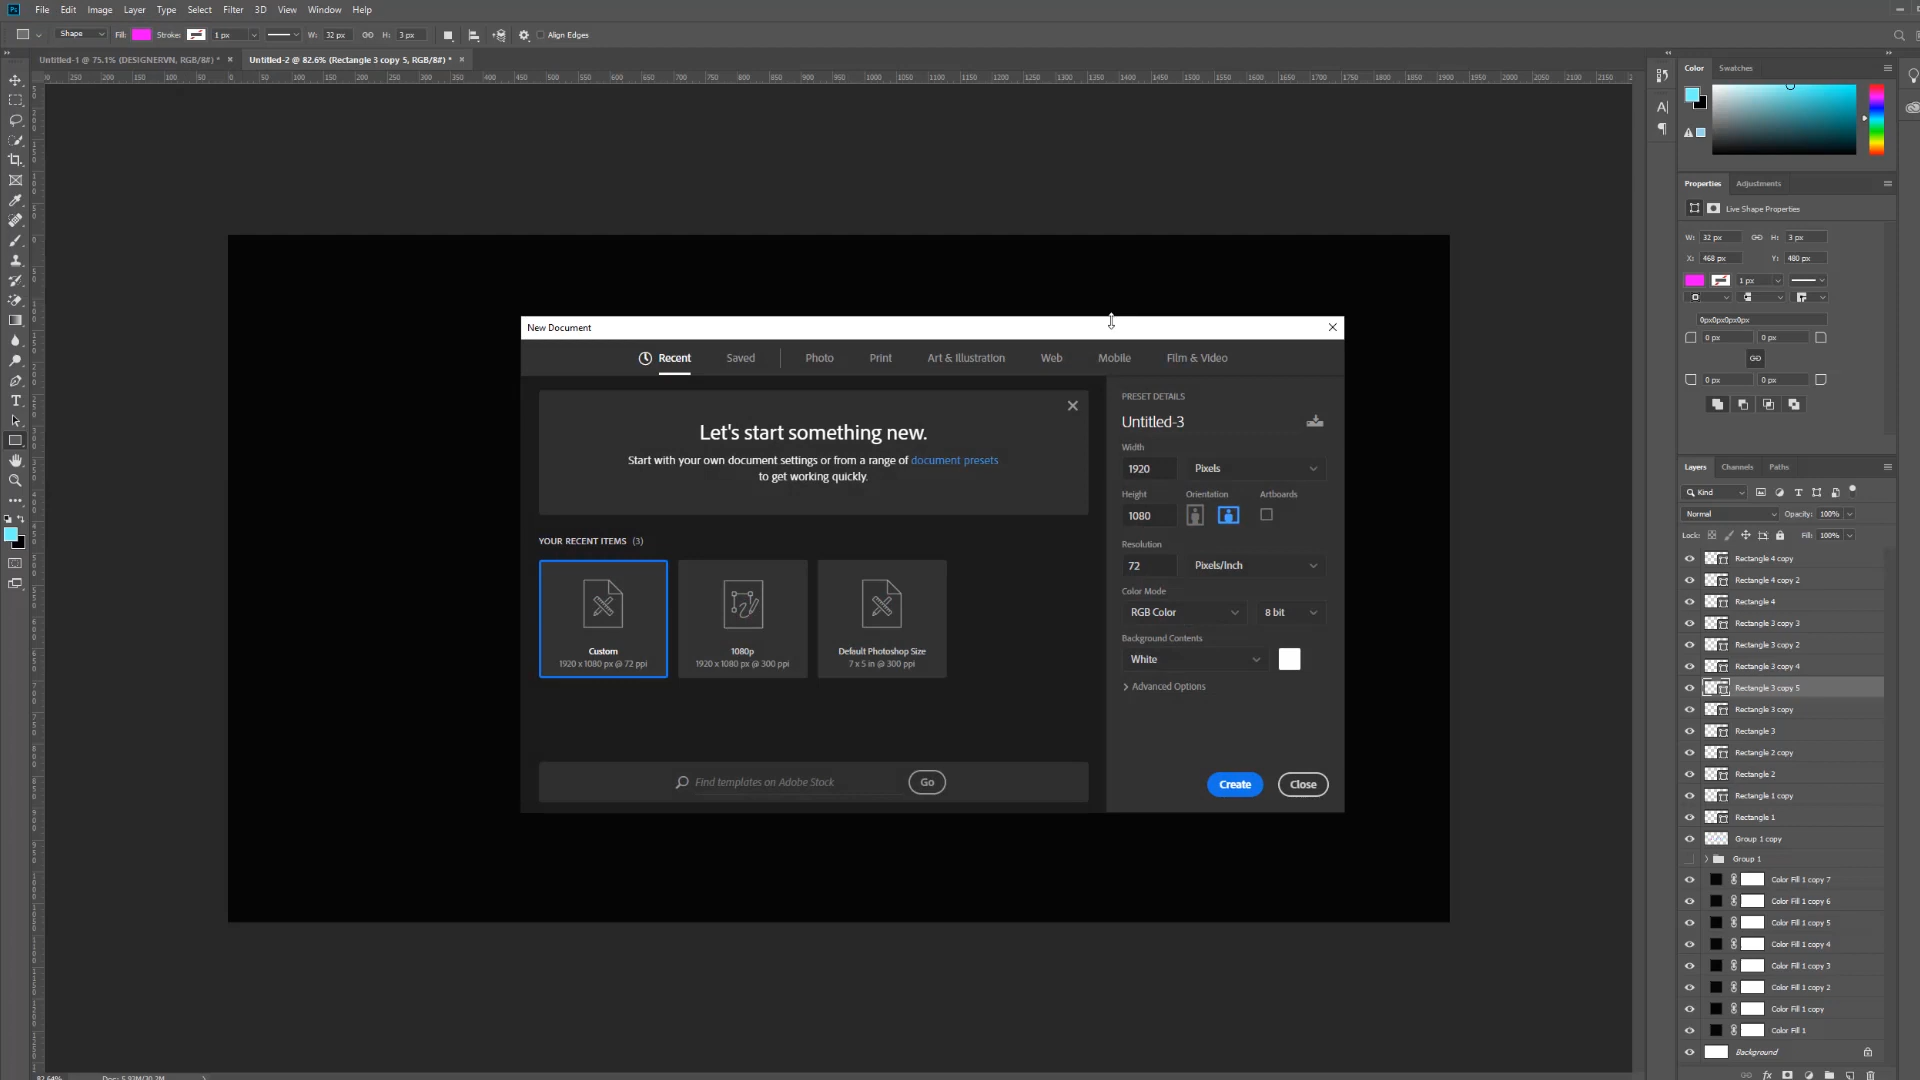 Ps File Edit Image Layer Type Select Filter 3D View Window Help
Shape Fill: Stroke: 1 px W: 32 px H: 3 px Align Edges
Untitled-1 @ 75.1% (DESIGNERVN, RGB/8#) * × Untitled-2 @ 82.6% (Rectangle 3 copy 5, RGB/8#) * ×
New Document
Recent Saved Photo Print Art & Illustration Web Mobile Film & Video
Let's start something new.
Start with your own document settings or from a range of document presets
to get working quickly.
YOUR RECENT ITEMS (3)
Custom
1920 x 1080 px @ 72 ppi
1080p
1920 x 1080 px @ 300 ppi
Default Photoshop Size
7 x 5 in @ 300 ppi
Find templates on Adobe Stock Go
PRESET DETAILS
Untitled-3
Width
1920 Pixels
Height Orientation Artboards
1080
Resolution
72 Pixels/Inch
Color Mode
RGB Color 8 bit
Background Contents
White
Advanced Options
Create Close
Color Swatches
Properties Adjustments
Live Shape Properties
W: 32 px H: 3 px
X: 468 px Y: 480 px
1 px
0px0px0px0px
0 px 0 px
0 px 0 px
Layers Channels Paths
Kind
Normal Opacity: 100%
Lock: Fill: 100%
Rectangle 4 copy
Rectangle 4 copy 2
Rectangle 4
Rectangle 3 copy 3
Rectangle 3 copy 2
Rectangle 3 copy 4
Rectangle 3 copy 5
Rectangle 3 copy
Rectangle 3
Rectangle 2 copy
Rectangle 2
Rectangle 1 copy
Rectangle 1
Group 1 copy
Group 1
Color Fill 1 copy 7
Color Fill 1 copy 6
Color Fill 1 copy 5
Color Fill 1 copy 4
Color Fill 1 copy 3
Color Fill 1 copy 2
Color Fill 1 copy
Color Fill 1
Background
fx